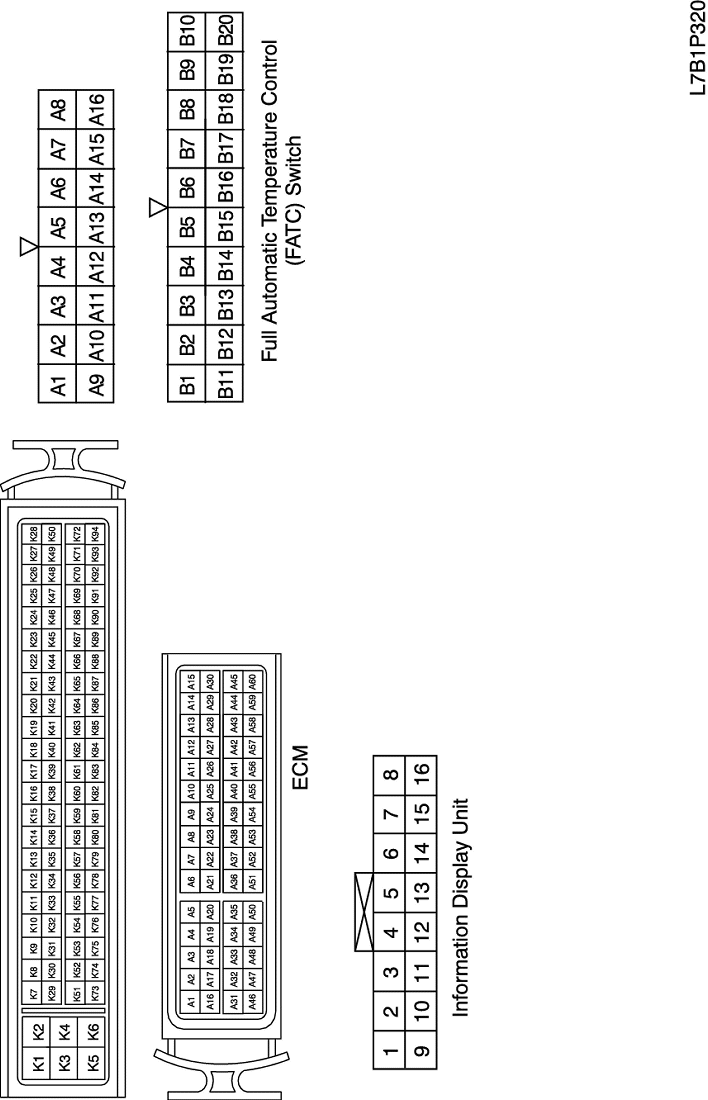 K1 K2 K7 K8 K9 K10 K11 K12 K13 K14 K15 K16 K17 K18 K19 K20 K21 K22 K23 K24 K25 K26 K27 K28
K3 K4 K29 K30 K31 K32 K33 K34 K35 K36 K37 K38 K39 K40 K41 K42 K43 K44 K45 K46 K47 K48 K49 K50
K51 K52 K53 K54 K55 K56 K57 K58 K59 K60 K61 K62 K63 K64 K65 K66 K67 K68 K69 K70 K71 K72
K5 K6 K73 K74 K75 K76 K77 K78 K79 K80 K81 K82 K83 K84 K85 K86 K87 K88 K89 K90 K91 K92 K93 K94
A1 A2 A3 A4 A5 A6 A7 A8 A9 A10 A11 A12 A13 A14 A15
A16 A17 A18 A19 A20 A21 A22 A23 A24 A25 A26 A27 A28 A29 A30
A31 A32 A33 A34 A35 A36 A37 A38 A39 A40 A41 A42 A43 A44 A45
A46 A47 A48 A49 A50 A51 A52 A53 A54 A55 A56 A57 A58 A59 A60
ECM
A1 A2 A3 A4 A5 A6 A7 A8
A9 A10 A11 A12 A13 A14 A15 A16
B1 B2 B3 B4 B5 B6 B7 B8 B9 B10
B11 B12 B13 B14 B15 B16 B17 B18 B19 B20
Full Automatic Temperature Control
(FATC) Switch
1 2 3 4 5 6 7 8
9 10 11 12 13 14 15 16
Information Display Unit
L7B1P320